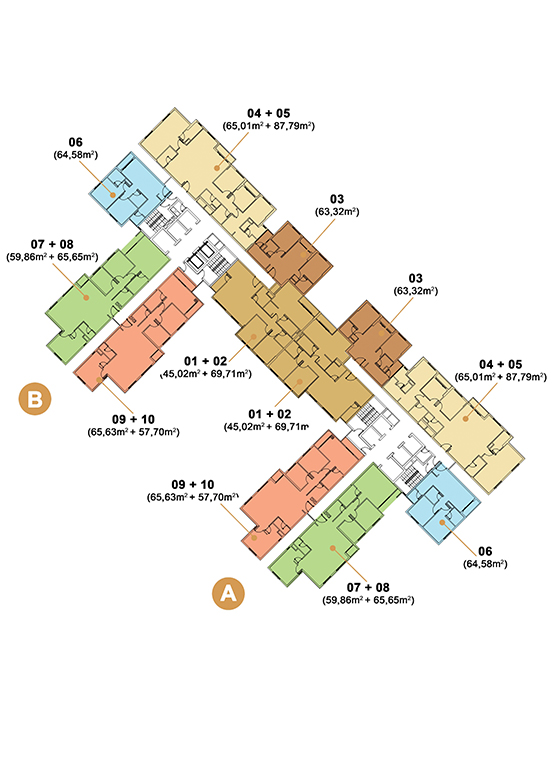 04 + 05
(65,01m² + 87,79m²)
06
(64,58m²)
03
(63,32m²)
07 + 08
(59,86m² + 65,65m²)
03
(63,32m²)
01 + 02
(45,02m² + 69,71m²)
04 + 05
(65,01m² + 87,79m²)
B
09 + 10
(65,63m² + 57,70m²)
01 + 02
(45,02m² + 69,71m
09 + 10
(65,63m² + 57,70m²)
06
(64,58m²)
07 + 08
(59,86m² + 65,65m²)
A